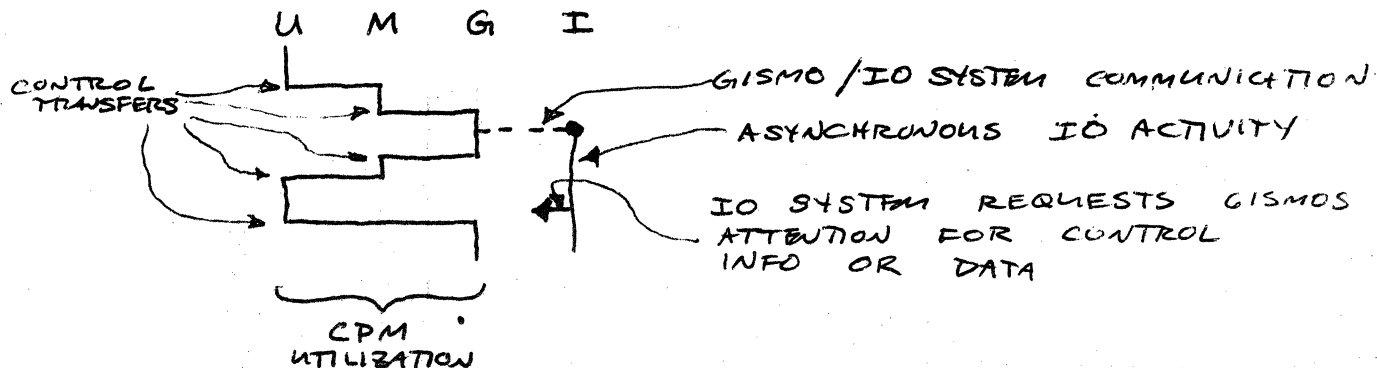 U M G I
CONTROL
TRANSFERS
GISMO/IO SYSTEM COMMUNICATION
ASYNCHRONOUS IO ACTIVITY
IO SYSTEM REQUESTS GISMOS
ATTENTION FOR CONTROL
INFO OR DATA
CPM
UTILIZATION